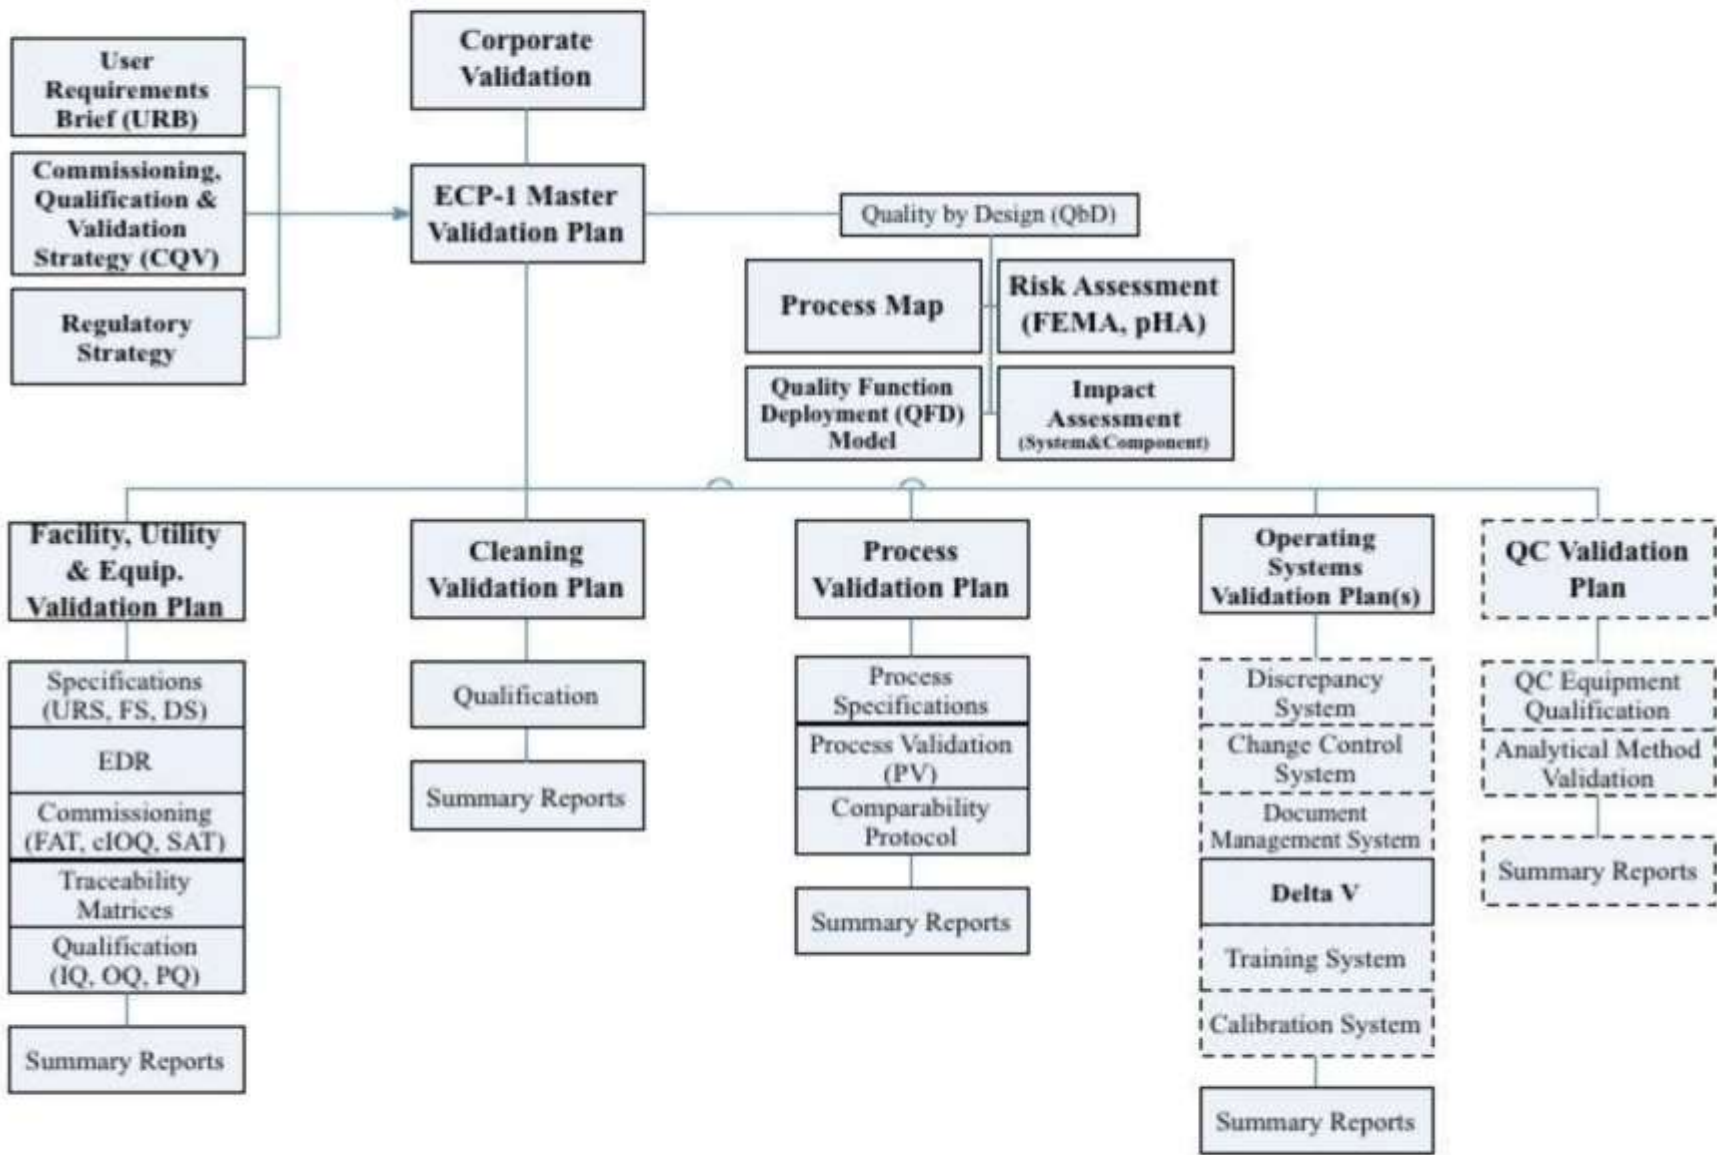 Corporate
Validation
User
Requirements
Brief (URB)
Commissioning,
Qualification &
Validation
Strategy (CQV)
Regulatory
Strategy
ECP-1 Master
Validation Plan
Quality by Design (QbD)
Process Map
Risk Assessment
(FEMA, pHA)
Quality Function
Deployment (QFD)
Model
Impact
Assessment
(System&Component)
Facility, Utility
& Equip.
Validation Plan
Specifications
(URS, FS, DS)
EDR
Commissioning
(FAT, cIOQ, SAT)
Traceability
Matrices
Qualification
(IQ, OQ, PQ)
Summary Reports
Cleaning
Validation Plan
Qualification
Summary Reports
Process
Validation Plan
Process
Specifications
Process Validation
(PV)
Comparability
Protocol
Summary Reports
Operating
Systems
Validation Plan(s)
Discrepancy
System
Change Control
System
Document
Management System
Delta V
Training System
Calibration System
Summary Reports
QC Validation
Plan
QC Equipment
Qualification
Analytical Method
Validation
Summary Reports